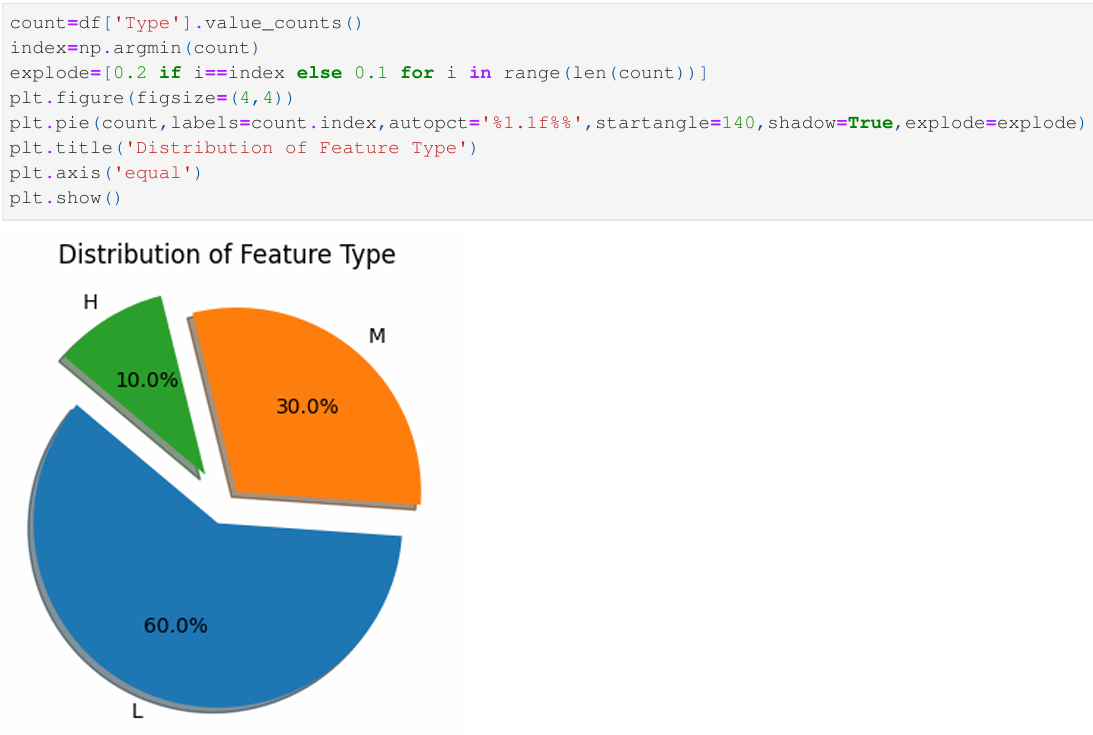 count=df['Type'].value_counts()
index=np.argmin(count)
explode=[0.2 if i==index else 0.1 for i in range(len(count))]
plt.figure(figsize=(4,4))
plt.pie(count,labels=count.index,autopct='%1.1f%%',startangle=140,shadow=True,explode=explode)
plt.title('Distribution of Feature Type')
plt.axis('equal')
plt.show()
Distribution of Feature Type
H
M
10.0%
30.0%
60.0%
L